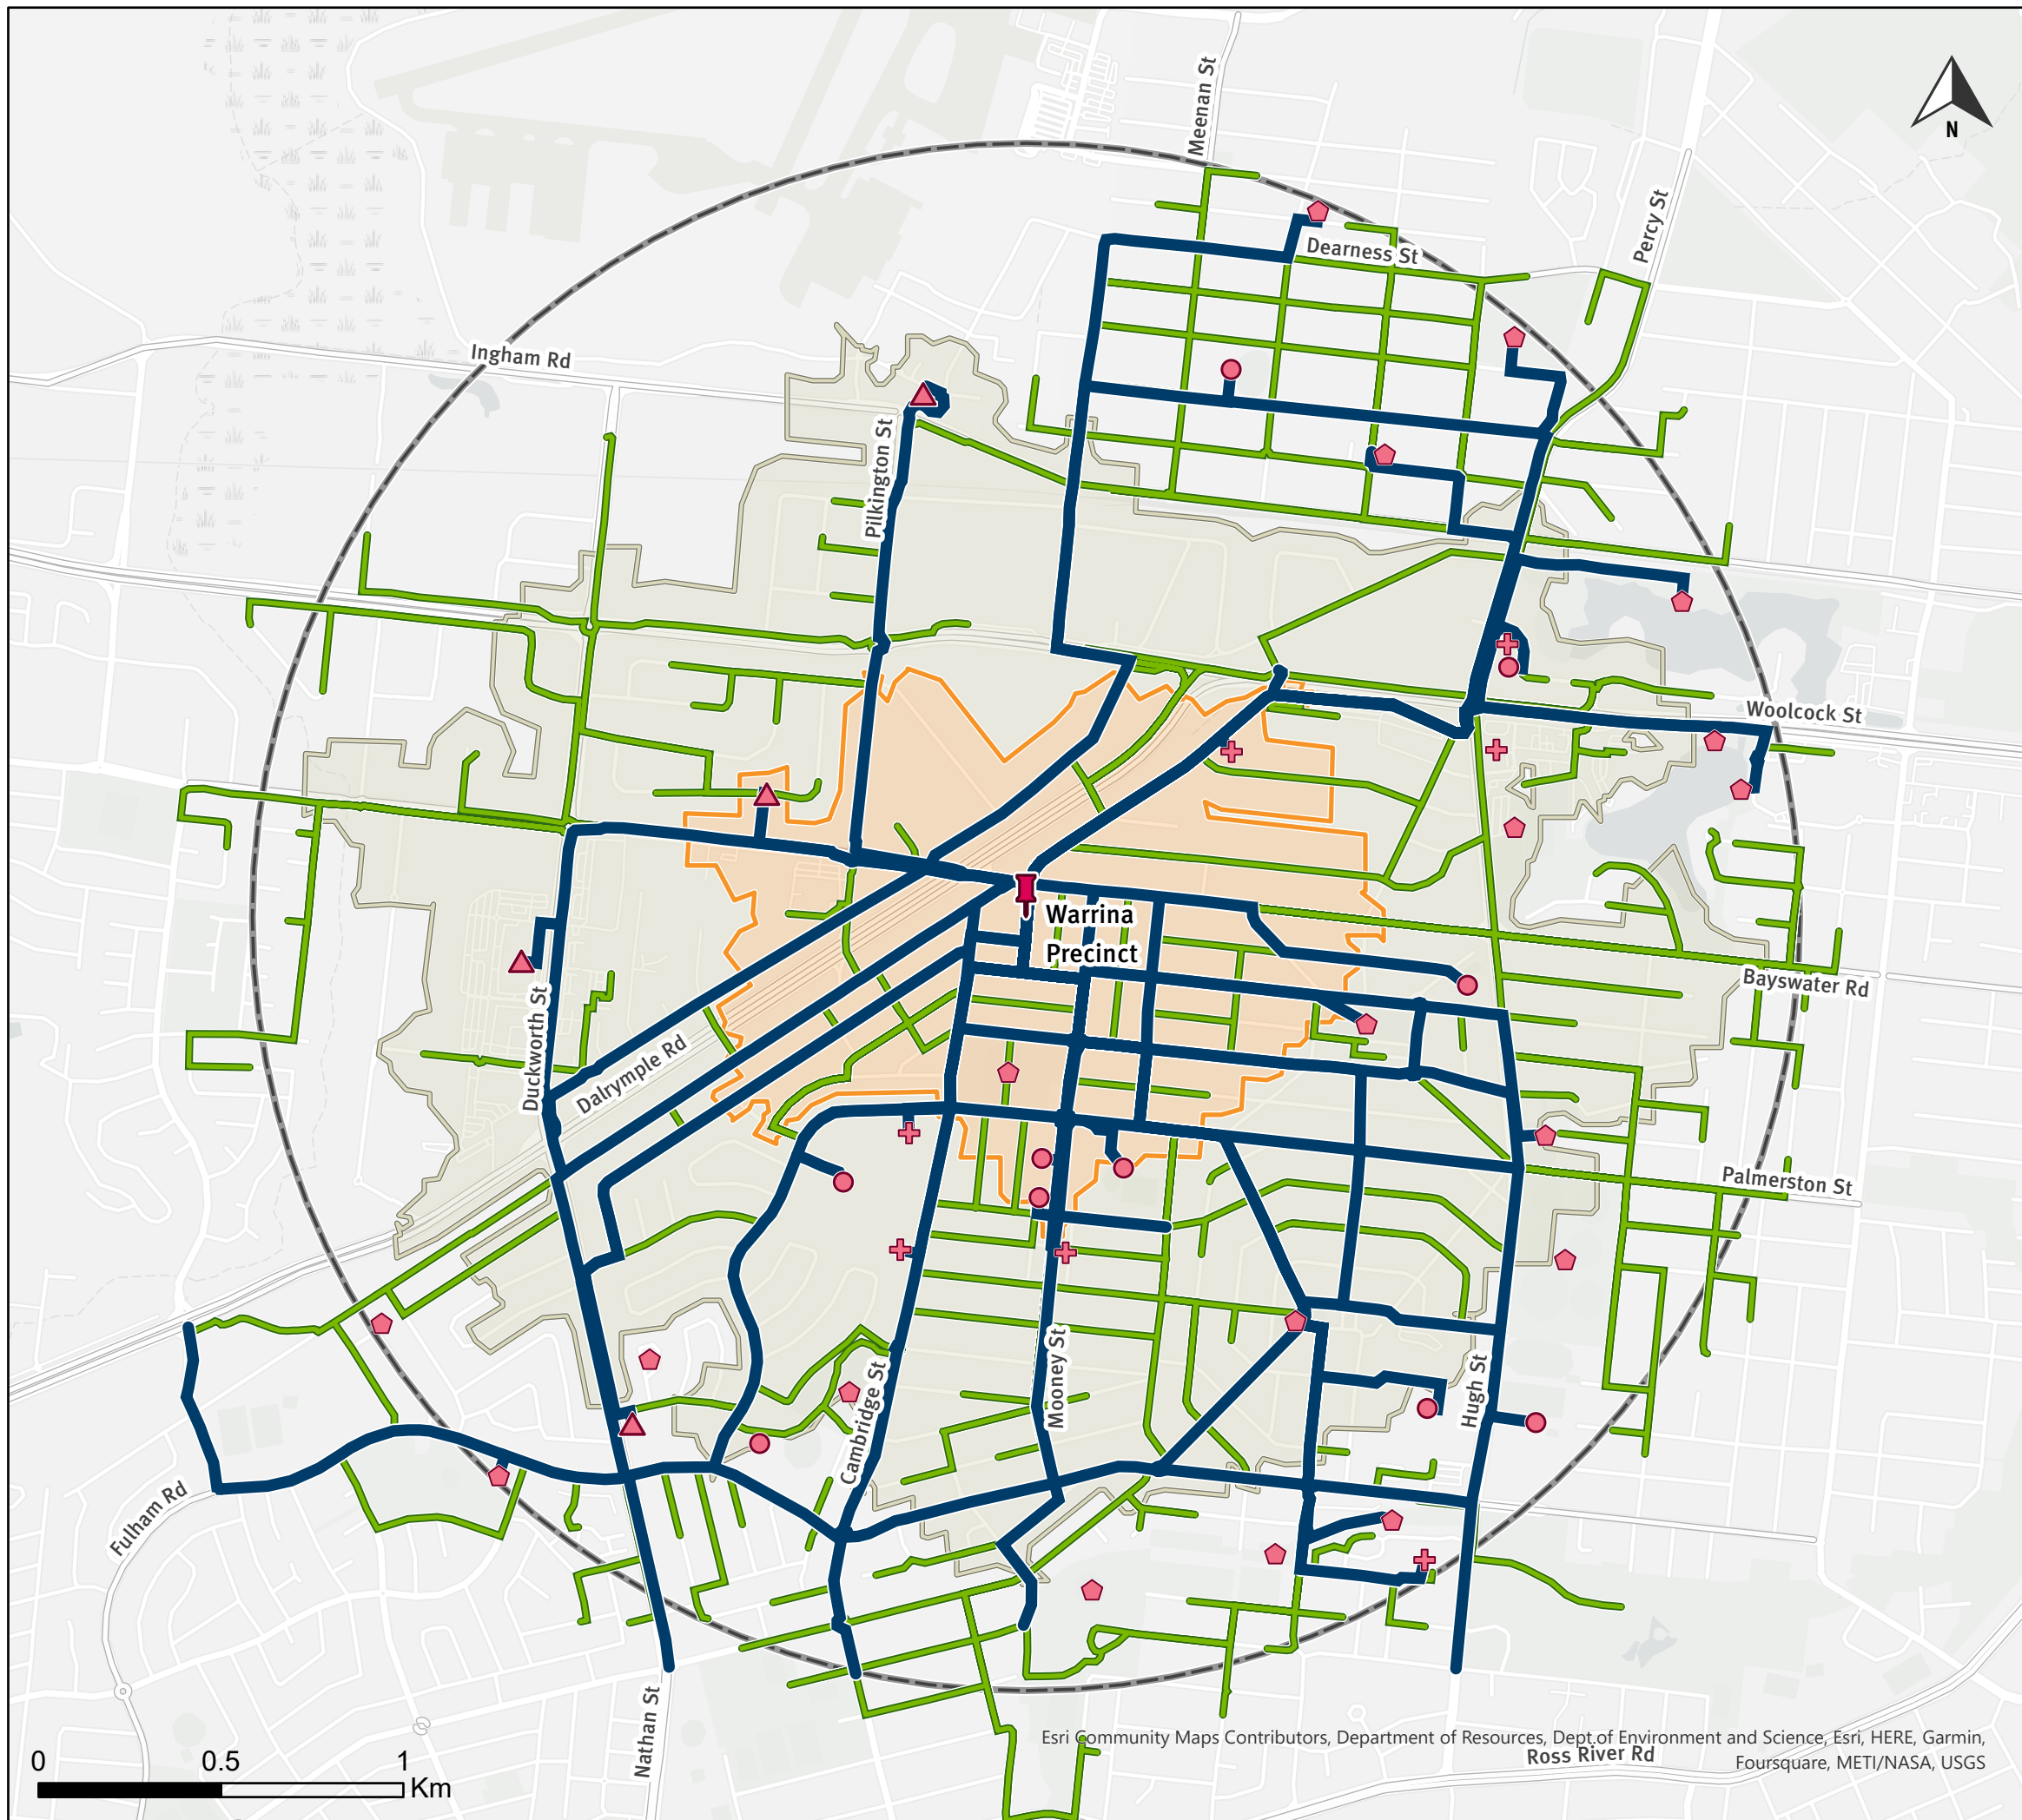 Meenan St
N
Percy St
Dearness St
Ingham Rd
Pilkington St
Woolcock St
Warrina
Precinct
Bayswater Rd
Duckworth St
Dalrymple Rd
Palmerston St
Mooney St
Cambridge St
Hugh St
Fulham Rd
Nathan St
Esri Community Maps Contributors, Department of Resources, Dept.of Environment and Science, Esri, HERE, Garmin,
Ross River Rd
Foursquare, METI/NASA, USGS
0 0.5 1
Km